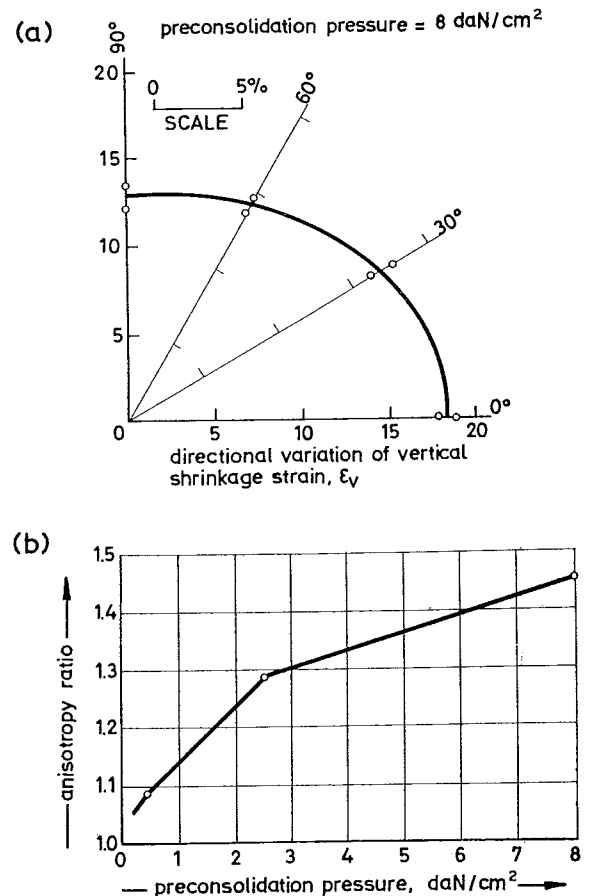 (a)
preconsolidation pressure = 8 daN/cm²
90°
20
0 5%
SCALE
60°
15
10
30°
5
0°
0 5 10 15 20
directional variation of vertical
shrinkage strain, εv
(b)
1.5
1.4
1.3
1.2
1.1
1.0
anisotropy ratio
0 1 2 3 4 5 6 7 8
preconsolidation pressure, daN/cm²